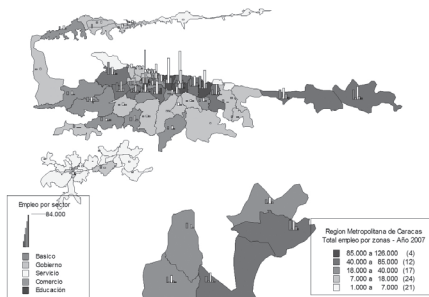 Empleo por sector
84.000
Basico
Gobierno
Servicio
Comercio
Educación
Region Metropolitana de Caracas
Total empleo por zonas - Año 2007
65.000 a 126.000 (4)
40.000 a 65.000 (12)
18.000 a 40.000 (17)
7.000 a 18.000 (24)
1.000 a 7.000 (21)